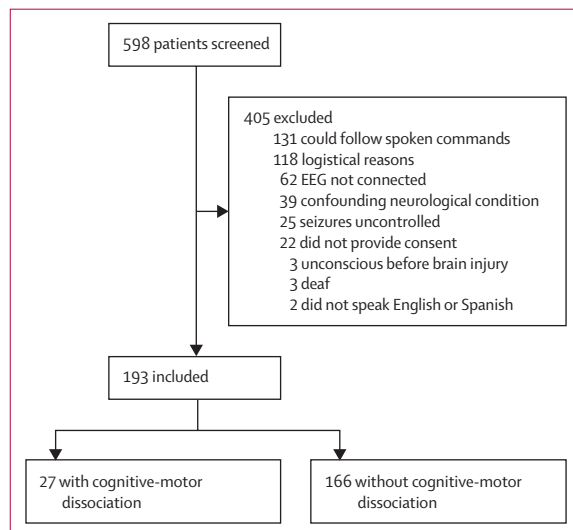 598 patients screened
405 excluded
131 could follow spoken commands
118 logistical reasons
62 EEG not connected
39 confounding neurological condition
25 seizures uncontrolled
22 did not provide consent
3 unconscious before brain injury
3 deaf
2 did not speak English or Spanish
193 included
27 with cognitive-motor
dissociation
166 without cognitive-motor
dissociation